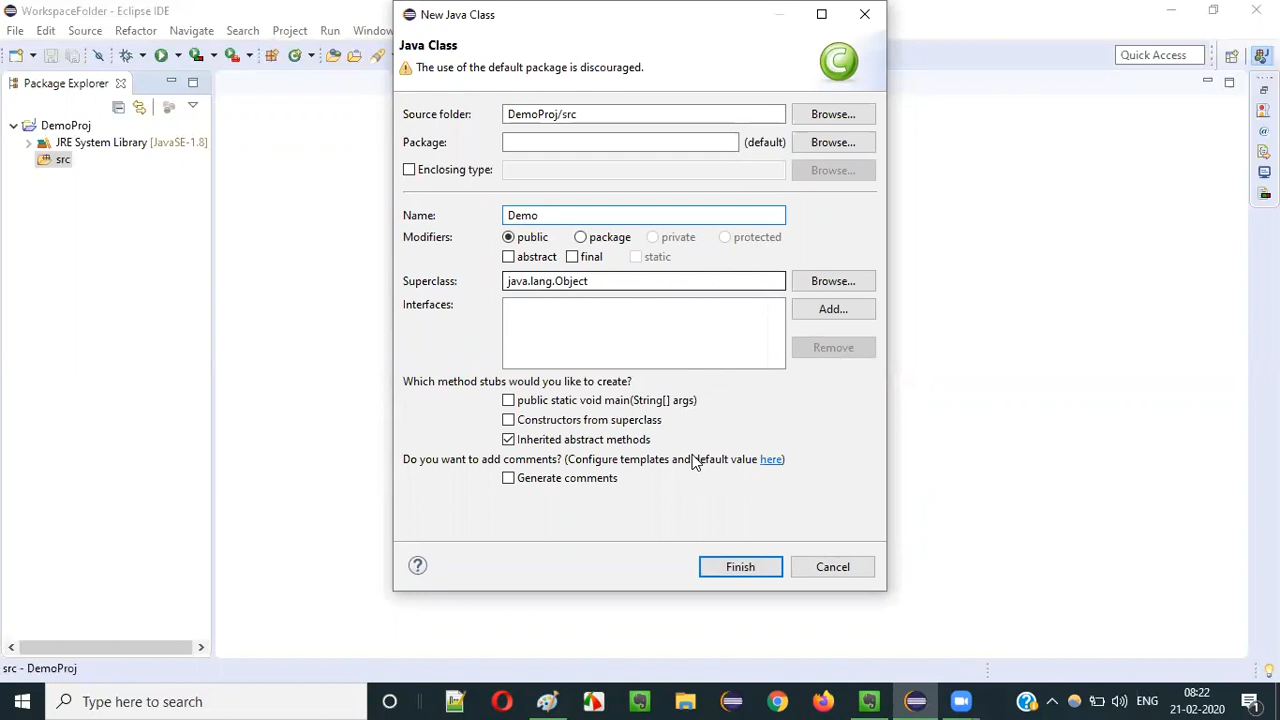 WorkspaceFolder - Eclipse IDE
File Edit Source Refactor Navigate Search Project Run Window
Quick Access
Package Explorer
DemoProj
JRE System Library [JavaSE-1.8]
src
New Java Class
Java Class
The use of the default package is discouraged.
Source folder: DemoProj/src Browse...
Package: (default) Browse...
Enclosing type: Browse...
Name: Demo
Modifiers: public package private protected
abstract final static
Superclass: java.lang.Object Browse...
Interfaces: Add...
Remove
Which method stubs would you like to create?
public static void main(String[] args)
Constructors from superclass
Inherited abstract methods
Do you want to add comments? (Configure templates and default value here)
Generate comments
Finish Cancel
src - DemoProj
Type here to search
ENG
08:22
21-02-2020